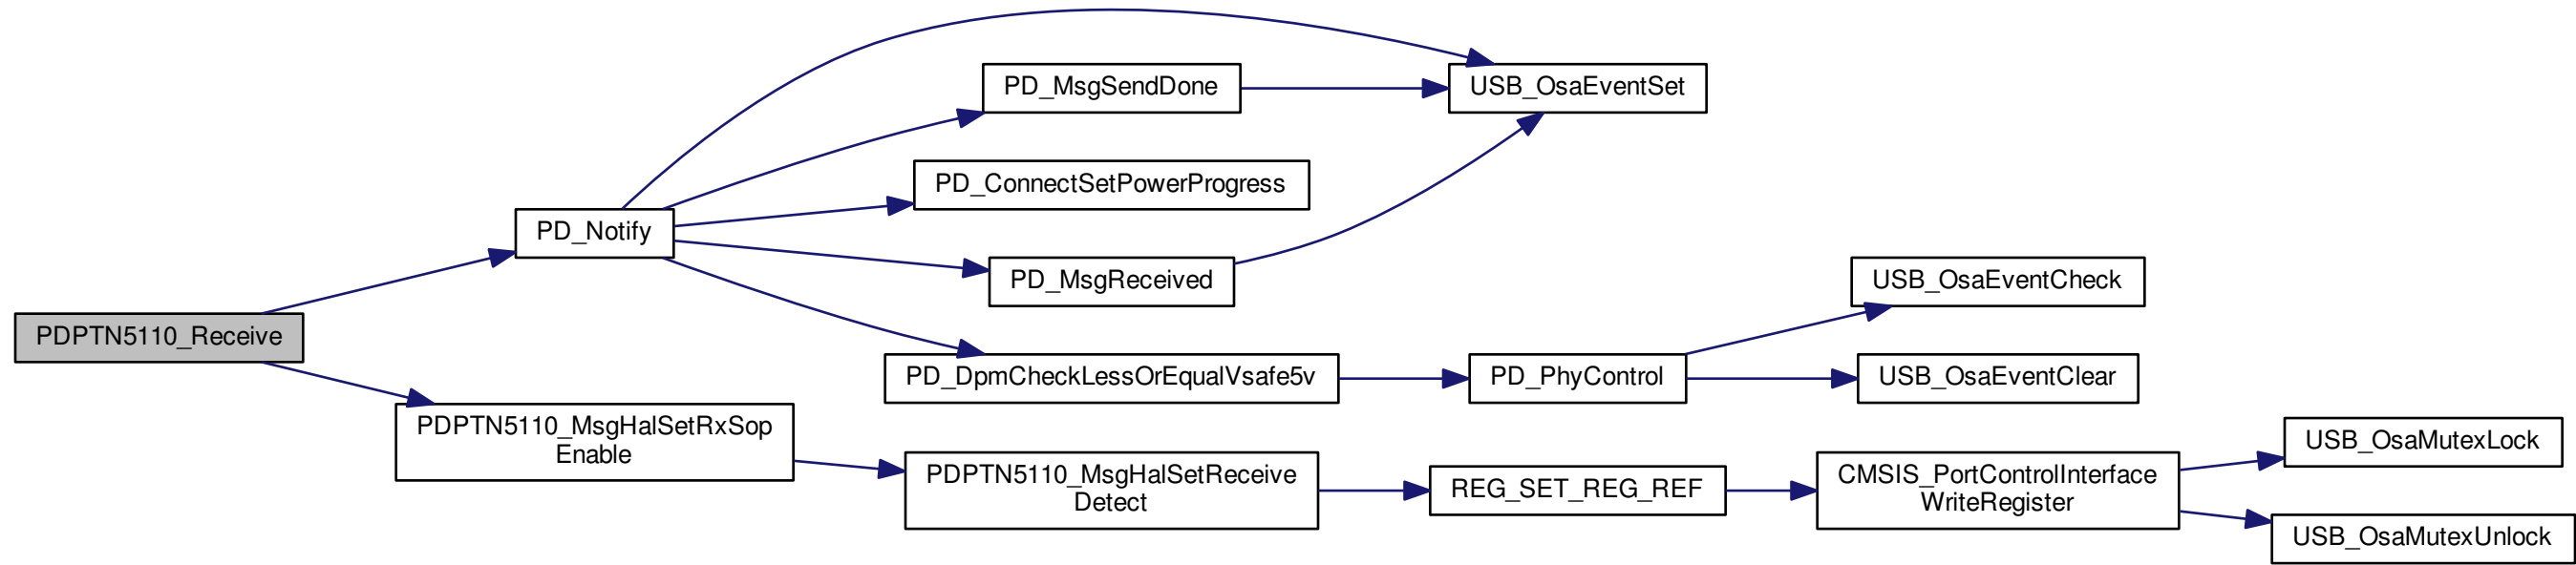 PDPTN5110_Receive
PD_Notify
PDPTN5110_MsgHalSetRxSop
Enable
PD_MsgSendDone
PD_ConnectSetPowerProgress
PD_MsgReceived
PD_DpmCheckLessOrEqualVsafe5v
PDPTN5110_MsgHalSetReceive
Detect
USB_OsaEventSet
PD_PhyControl
REG_SET_REG_REF
USB_OsaEventCheck
USB_OsaEventClear
CMSIS_PortControlInterface
WriteRegister
USB_OsaMutexLock
USB_OsaMutexUnlock